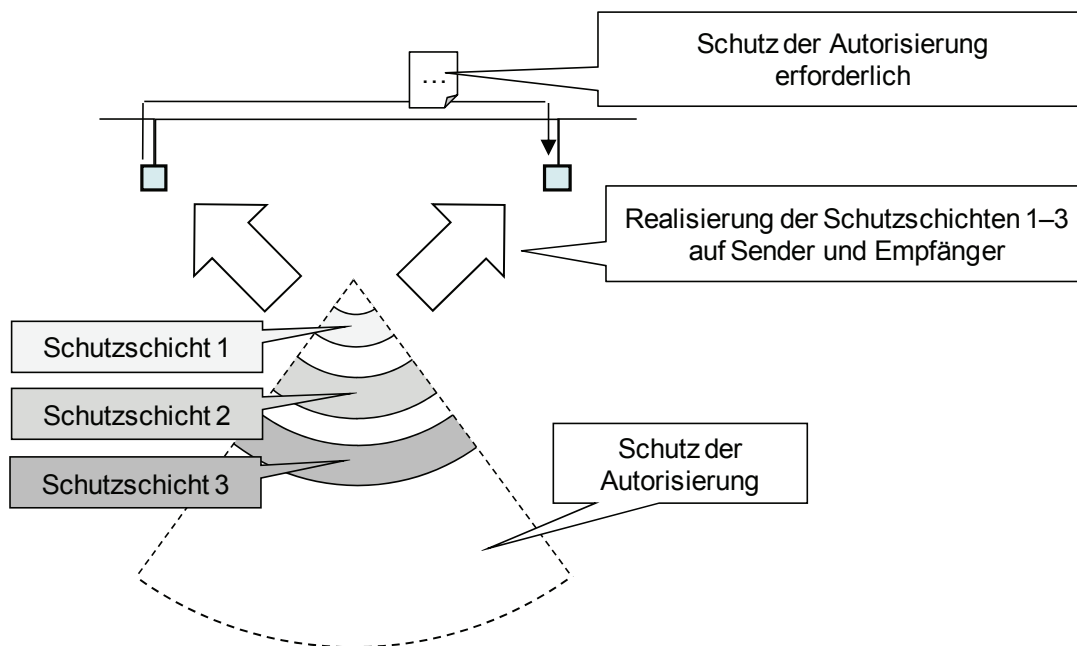 Schutz der Autorisierung
erforderlich
...
Realisierung der Schutzschichten 1–3
auf Sender und Empfänger
Schutzschicht 1
Schutzschicht 2
Schutzschicht 3
Schutz der
Autorisierung